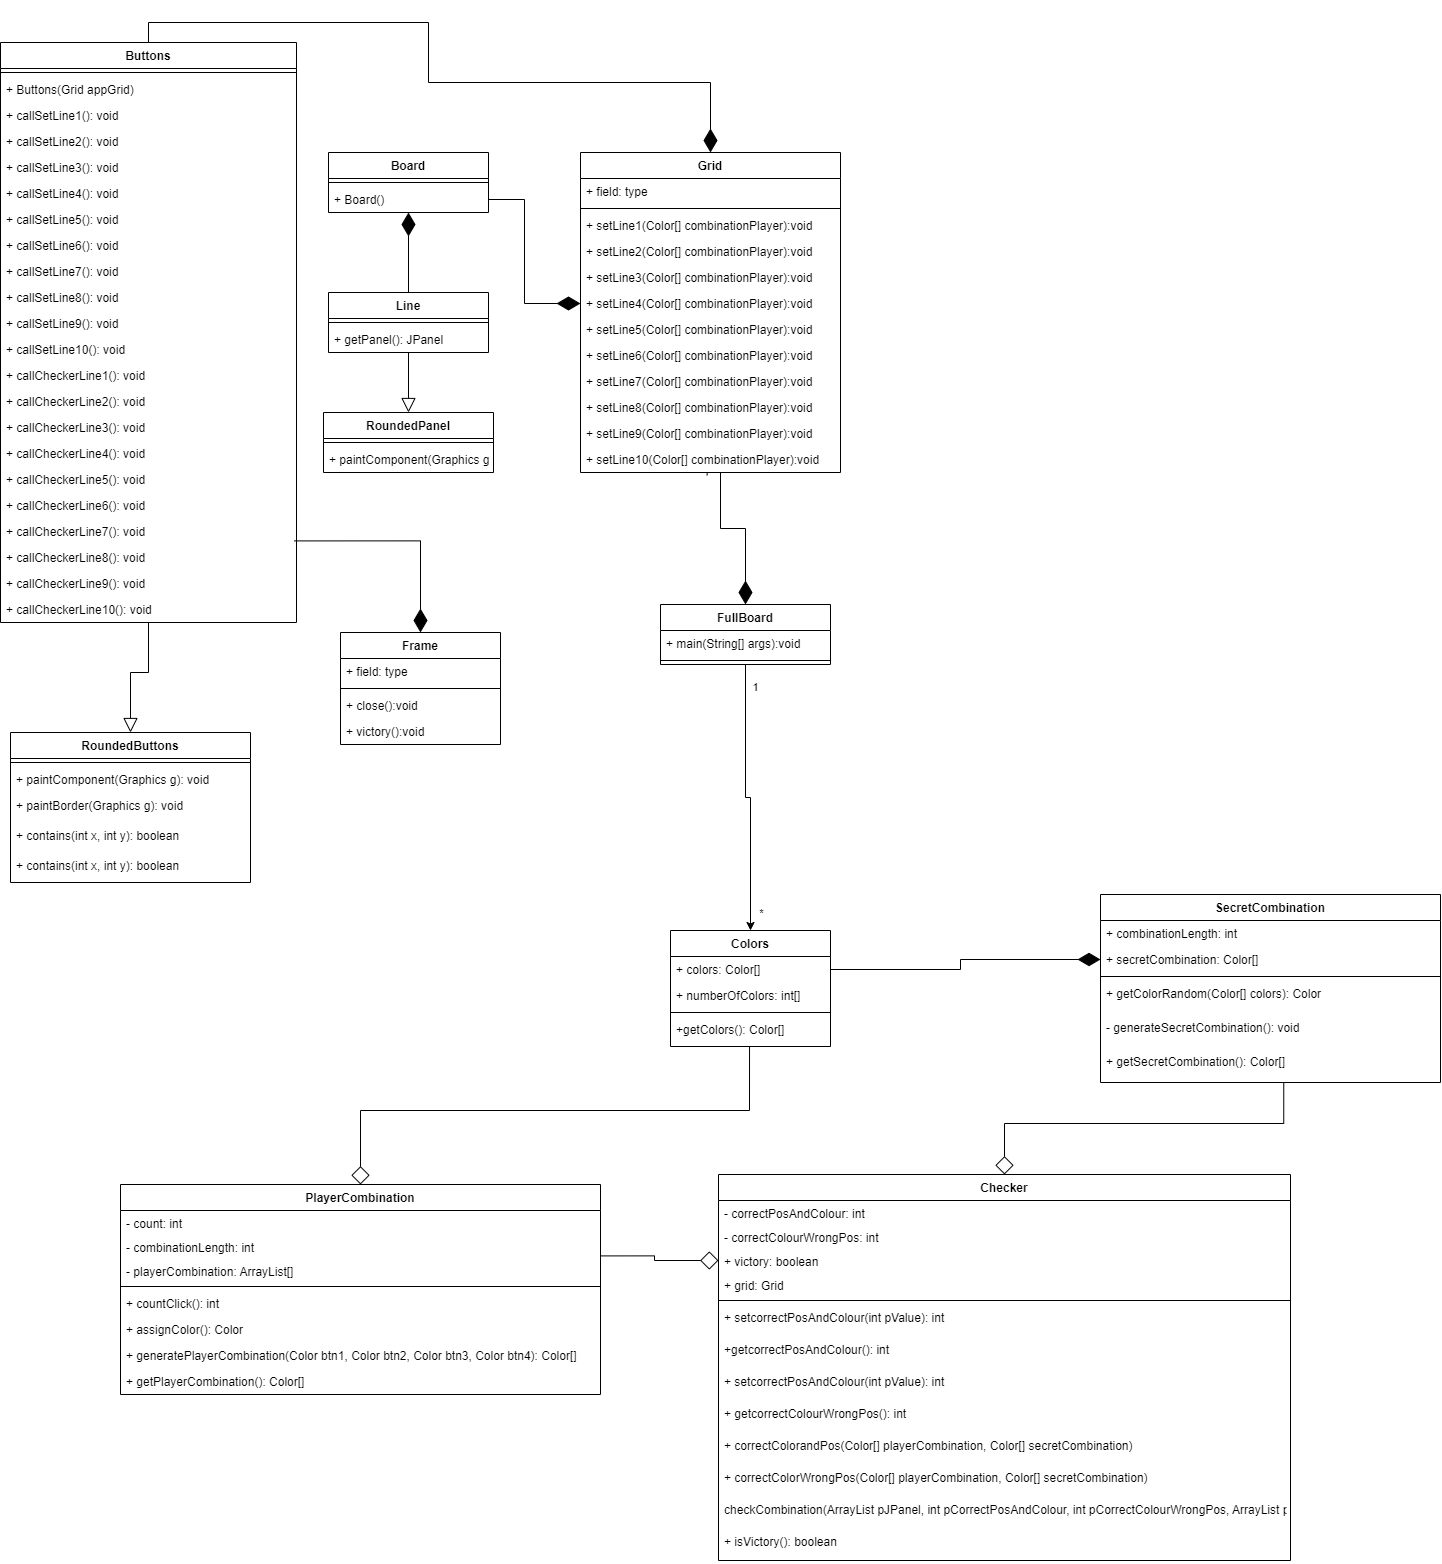 Buttons
+ Buttons(Grid appGrid)
+ callSetLine1(): void
+ callSetLine2(): void
+ callSetLine3(): void
+ callSetLine4(): void
+ callSetLine5(): void
+ callSetLine6(): void
+ callSetLine7(): void
+ callSetLine8(): void
+ callSetLine9(): void
+ callSetLine10(): void
+ callCheckerLine1(): void
+ callCheckerLine2(): void
+ callCheckerLine3(): void
+ callCheckerLine4(): void
+ callCheckerLine5(): void
+ callCheckerLine6(): void
+ callCheckerLine7(): void
+ callCheckerLine8(): void
+ callCheckerLine9(): void
+ callCheckerLine10(): void
Board
+ Board()
Line
+ getPanel(): JPanel
RoundedPanel
+ paintComponent(Graphics g
Grid
+ field: type
+ setLine1(Color[] combinationPlayer):void
+ setLine2(Color[] combinationPlayer):void
+ setLine3(Color[] combinationPlayer):void
+ setLine4(Color[] combinationPlayer):void
+ setLine5(Color[] combinationPlayer):void
+ setLine6(Color[] combinationPlayer):void
+ setLine7(Color[] combinationPlayer):void
+ setLine8(Color[] combinationPlayer):void
+ setLine9(Color[] combinationPlayer):void
+ setLine10(Color[] combinationPlayer):void
Frame
+ field: type
+ close():void
+ victory():void
FullBoard
+ main(String[] args):void
1
*
RoundedButtons
+ paintComponent(Graphics g): void
+ paintBorder(Graphics g): void
+ contains(int x, int y): boolean
+ contains(int x, int y): boolean
Colors
+ colors: Color[]
+ numberOfColors: int[]
+getColors(): Color[]
SecretCombination
+ combinationLength: int
+ secretCombination: Color[]
+ getColorRandom(Color[] colors): Color
- generateSecretCombination(): void
+ getSecretCombination(): Color[]
PlayerCombination
- count: int
- combinationLength: int
- playerCombination: ArrayList[]
+ countClick(): int
+ assignColor(): Color
+ generatePlayerCombination(Color btn1, Color btn2, Color btn3, Color btn4): Color[]
+ getPlayerCombination(): Color[]
Checker
- correctPosAndColour: int
- correctColourWrongPos: int
+ victory: boolean
+ grid: Grid
+ setcorrectPosAndColour(int pValue): int
+getcorrectPosAndColour(): int
+ setcorrectPosAndColour(int pValue): int
+ getcorrectColourWrongPos(): int
+ correctColorandPos(Color[] playerCombination, Color[] secretCombination)
+ correctColorWrongPos(Color[] playerCombination, Color[] secretCombination)
checkCombination(ArrayList pJPanel, int pCorrectPosAndColour, int pCorrectColourWrongPos, ArrayList
+ isVictory(): boolean